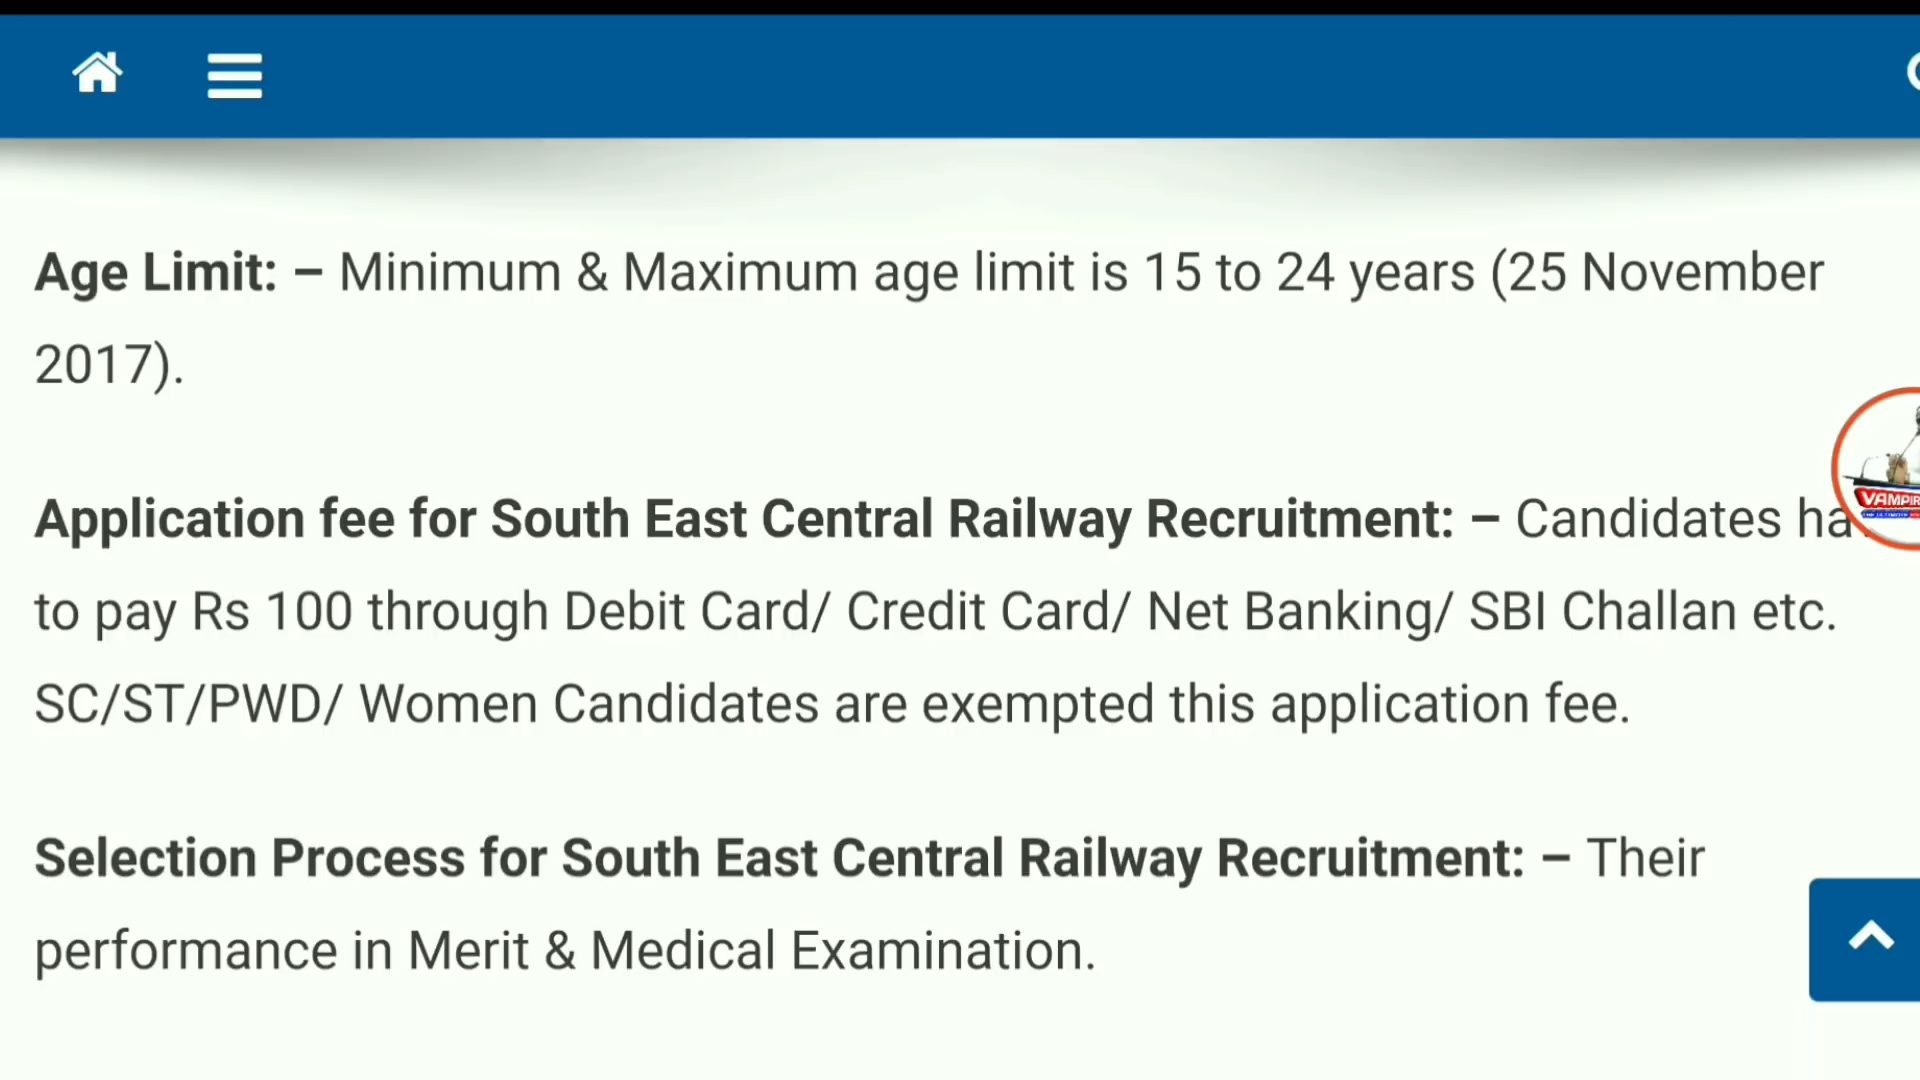 Age Limit: – Minimum & Maximum age limit is 15 to 24 years (25 November
2017).
Application fee for South East Central Railway Recruitment: – Candidates
to pay Rs 100 through Debit Card/ Credit Card/ Net Banking/ SBI Challan etc.
SC/ST/PWD/ Women Candidates are exempted this application fee.
Selection Process for South East Central Railway Recruitment: – Their
performance in Merit & Medical Examination.